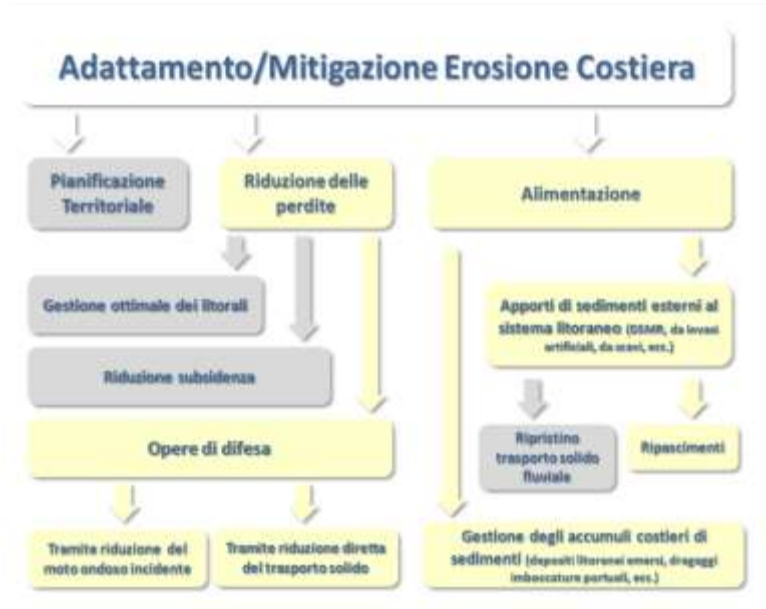 Adattamento/Mitigazione Erosione Costiera
Pianificazione
Territoriale
Riduzione delle
perdite
Alimentazione
Gestione ottimale dei litorali
Apporti di sedimenti esterni al
sistema litoraneo (DSMR, da invasi
artificiali, da scavi, ecc.)
Riduzione subsidenza
Opere di difesa
Ripristino
trasporto solido
fluviale
Ripascimenti
Tramite riduzione del
moto ondoso incidente
Tramite riduzione diretta
del trasporto solido
Gestione degli accumuli costieri di
sedimenti (depositi litoranei emersi, dragaggi
imboccature portuali, ecc.)